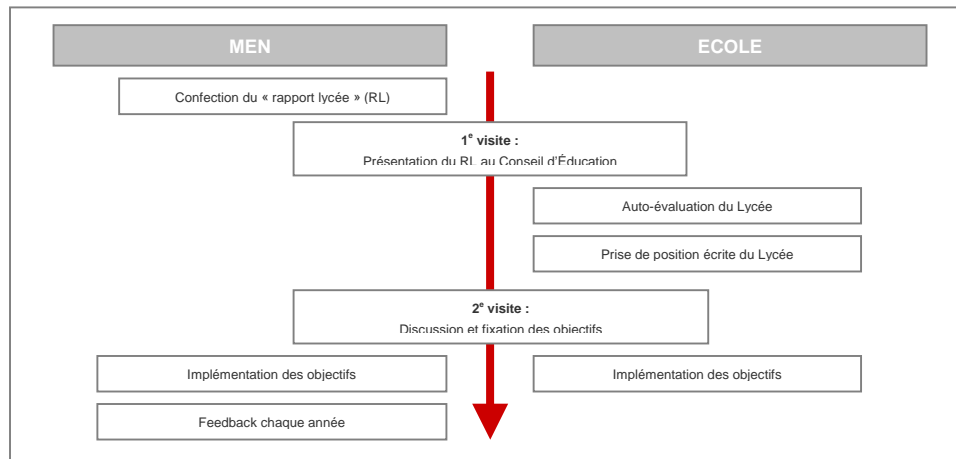 MEN
ECOLE
Confection du « rapport lycée » (RL)
1e visite :
Présentation du RL au Conseil d'Éducation
Auto-évaluation du Lycée
Prise de position écrite du Lycée
2e visite :
Discussion et fixation des objectifs
Implémentation des objectifs
Implémentation des objectifs
Feedback chaque année